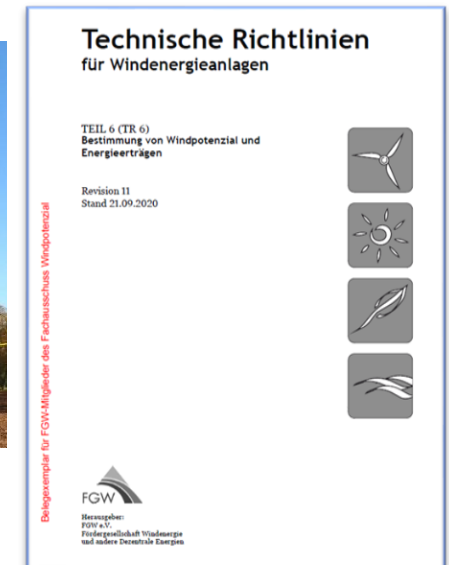 Technische Richtlinien
für Windenergieanlagen
TEIL 6 (TR 6)
Bestimmung von Windpotenzial und
Energieerträgen
Revision 11
Stand 21.09.2020
Belegexemplar für FGW-Mitglieder des Fachausschuss Windpotenzial
FGW
Herausgeber:
FGW e.V.
Fördergesellschaft Windenergie
und andere Dezentrale Energien